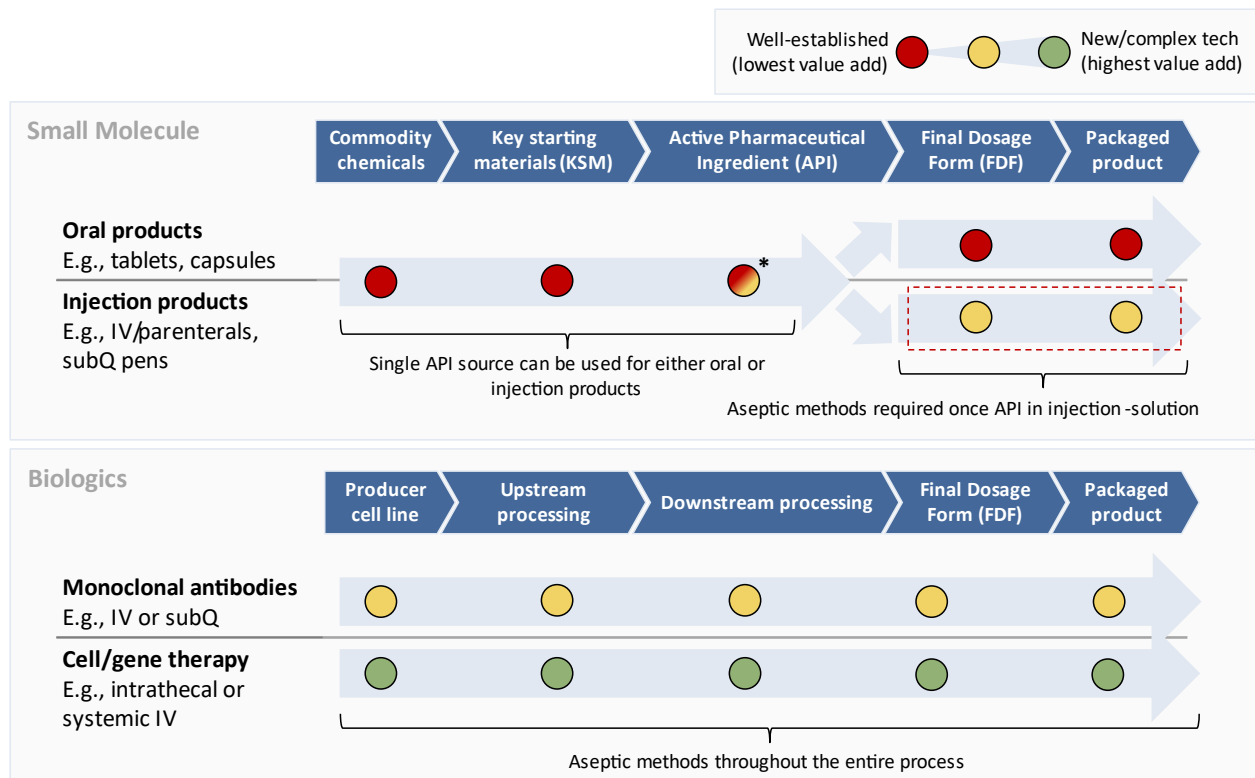 Well-established
(lowest value add)
New/complex tech
(highest value add)
Small Molecule
Commodity
chemicals
Key starting
materials (KSM)
Active Pharmaceutical
Ingredient (API)
Final Dosage
Form (FDF)
Packaged
product
Oral products
E.g., tablets, capsules
*
Injection products
E.g., IV/parenterals,
subQ pens
Single API source can be used for either oral or
injection products
Aseptic methods required once API in injection -solution
Biologics
Producer
cell line
Upstream
processing
Downstream processing
Final Dosage
Form (FDF)
Packaged
product
Monoclonal antibodies
E.g., IV or subQ
Cell/gene therapy
E.g., intrathecal or
systemic IV
Aseptic methods throughout the entire process